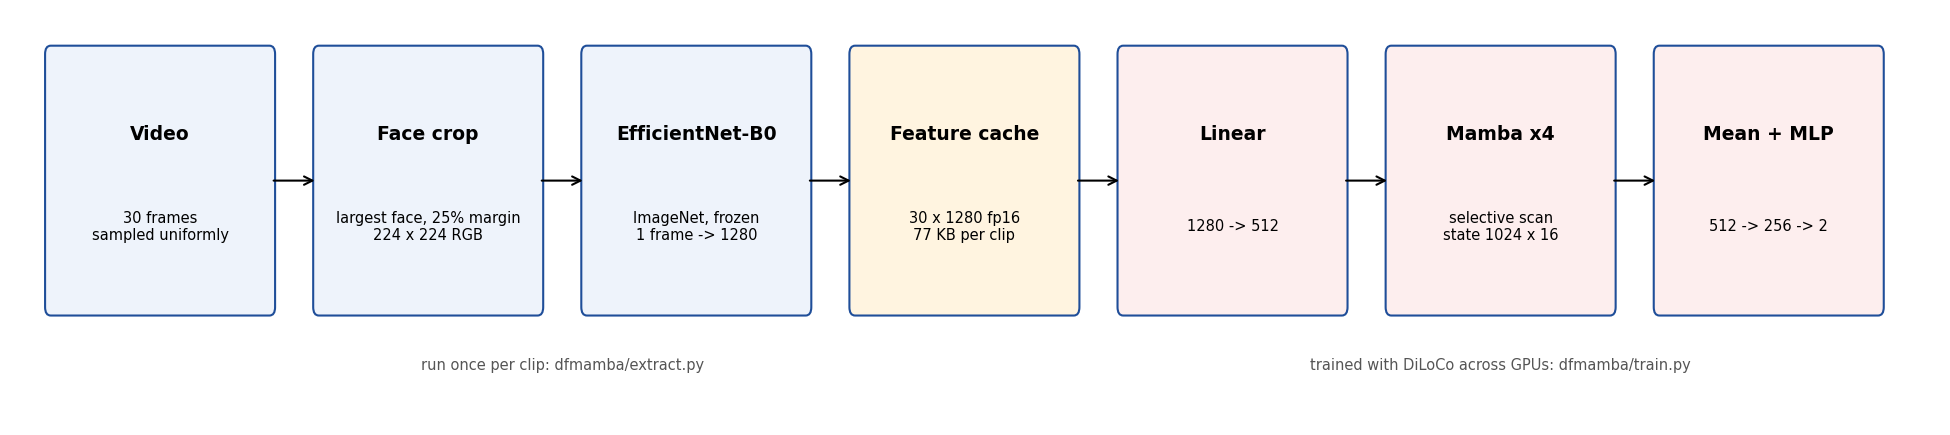 Video
30 frames
sampled uniformly
Face crop
largest face, 25% margin
224 x 224 RGB
EfficientNet-B0
ImageNet, frozen
1 frame -> 1280
Feature cache
30 x 1280 fp16
77 KB per clip
Linear
1280 -> 512
Mamba x4
selective scan
state 1024 x 16
Mean + MLP
512 -> 256 -> 2
run once per clip: dfmamba/extract.py
trained with DiLoCo across GPUs: dfmamba/train.py